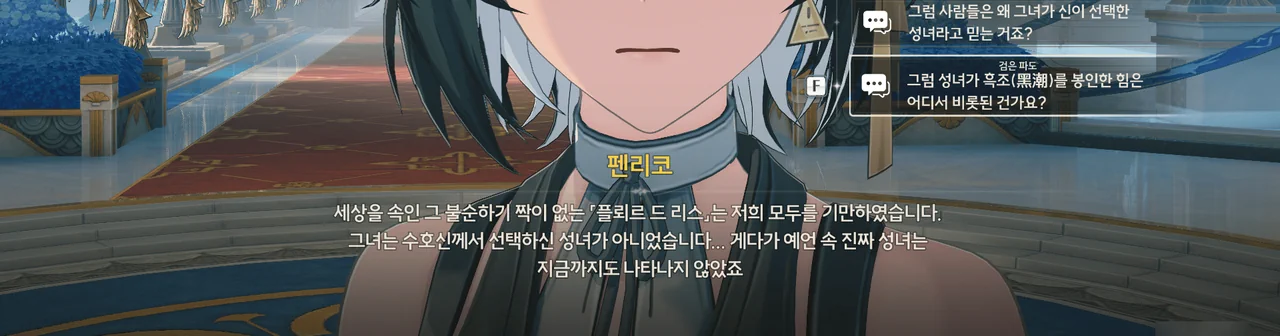 그럼 사람들은 왜 그녀가 신이 선택한
성녀라고 믿는 거죠?
검은 파도
F
그럼 성녀가 흑조(黑潮)를 봉인한 힘은
어디서 비롯된 건가요?
펜리코
세상을 속인 그 불순하기 짝이 없는 「플뢰르 드 리스」는 저희 모두를 기만하였습니다.
그녀는 수호신께서 선택하신 성녀가 아니었습니다... 게다가 예언 속 진짜 성녀는
지금까지도 나타나지 않았죠